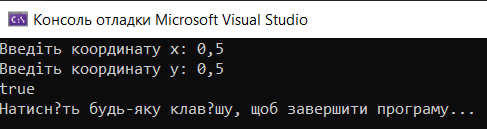 Консоль отладки Microsoft Visual Studio
Введіть координату x: 0,5
Введіть координату y: 0,5
true
Натисн?ть будь-яку клав?шу, щоб завершити програму...